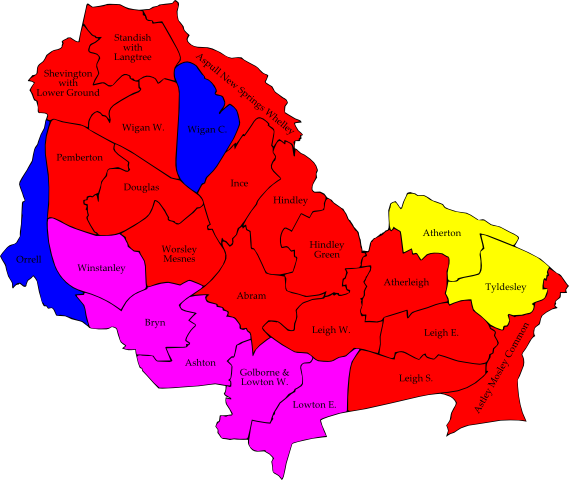 Standish
with
Langtree
Aspull New Springs Whelley
Shevington
with
Lower Ground
Wigan W.
Wigan C.
Pemberton
Douglas
Ince
Hindley
Atherton
Orrell
Winstanley
Worsley
Mesnes
Hindley
Green
Atherleigh
Tyldesley
Abram
Bryn
Leigh W.
Leigh E.
Astley Mosley Common
Ashton
Golborne &
Lowton W.
Leigh S.
Lowton E.